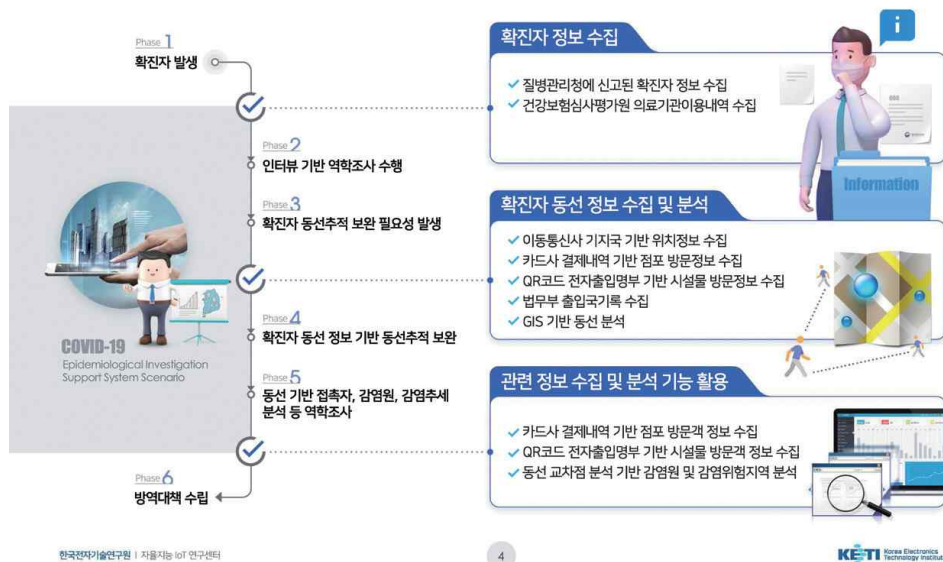 Phase 1
확진자 발생
Phase 2
인터뷰 기반 역학조사 수행
Phase 3
확진자 동선추적 보완 필요성 발생
Phase 4
확진자 동선 정보 기반 동선추적 보완
Phase 5
동선 기반 접촉자, 감염원, 감염추세
분석 등 역학조사
Phase 6
방역대책 수립
COVID-19
Epidemiological Investigation
Support System Scenario
확진자 정보 수집
질병관리청에 신고된 확진자 정보 수집
건강보험심사평가원 의료기관이용내역 수집
i
Information
확진자 동선 정보 수집 및 분석
이동통신사 기지국 기반 위치정보 수집
카드사 결제내역 기반 점포 방문정보 수집
QR코드 전자출입명부 기반 시설물 방문정보 수집
법무부 출입국기록 수집
GIS 기반 동선 분석
관련 정보 수집 및 분석 기능 활용
카드사 결제내역 기반 점포 방문객 정보 수집
QR코드 전자출입명부 기반 시설물 방문객 정보 수집
동선 교차점 분석 기반 감염원 및 감염위험지역 분석
한국전자기술연구원 | 자율지능 IoT 연구센터
4
KETI Korea Electronics
Technology Institut